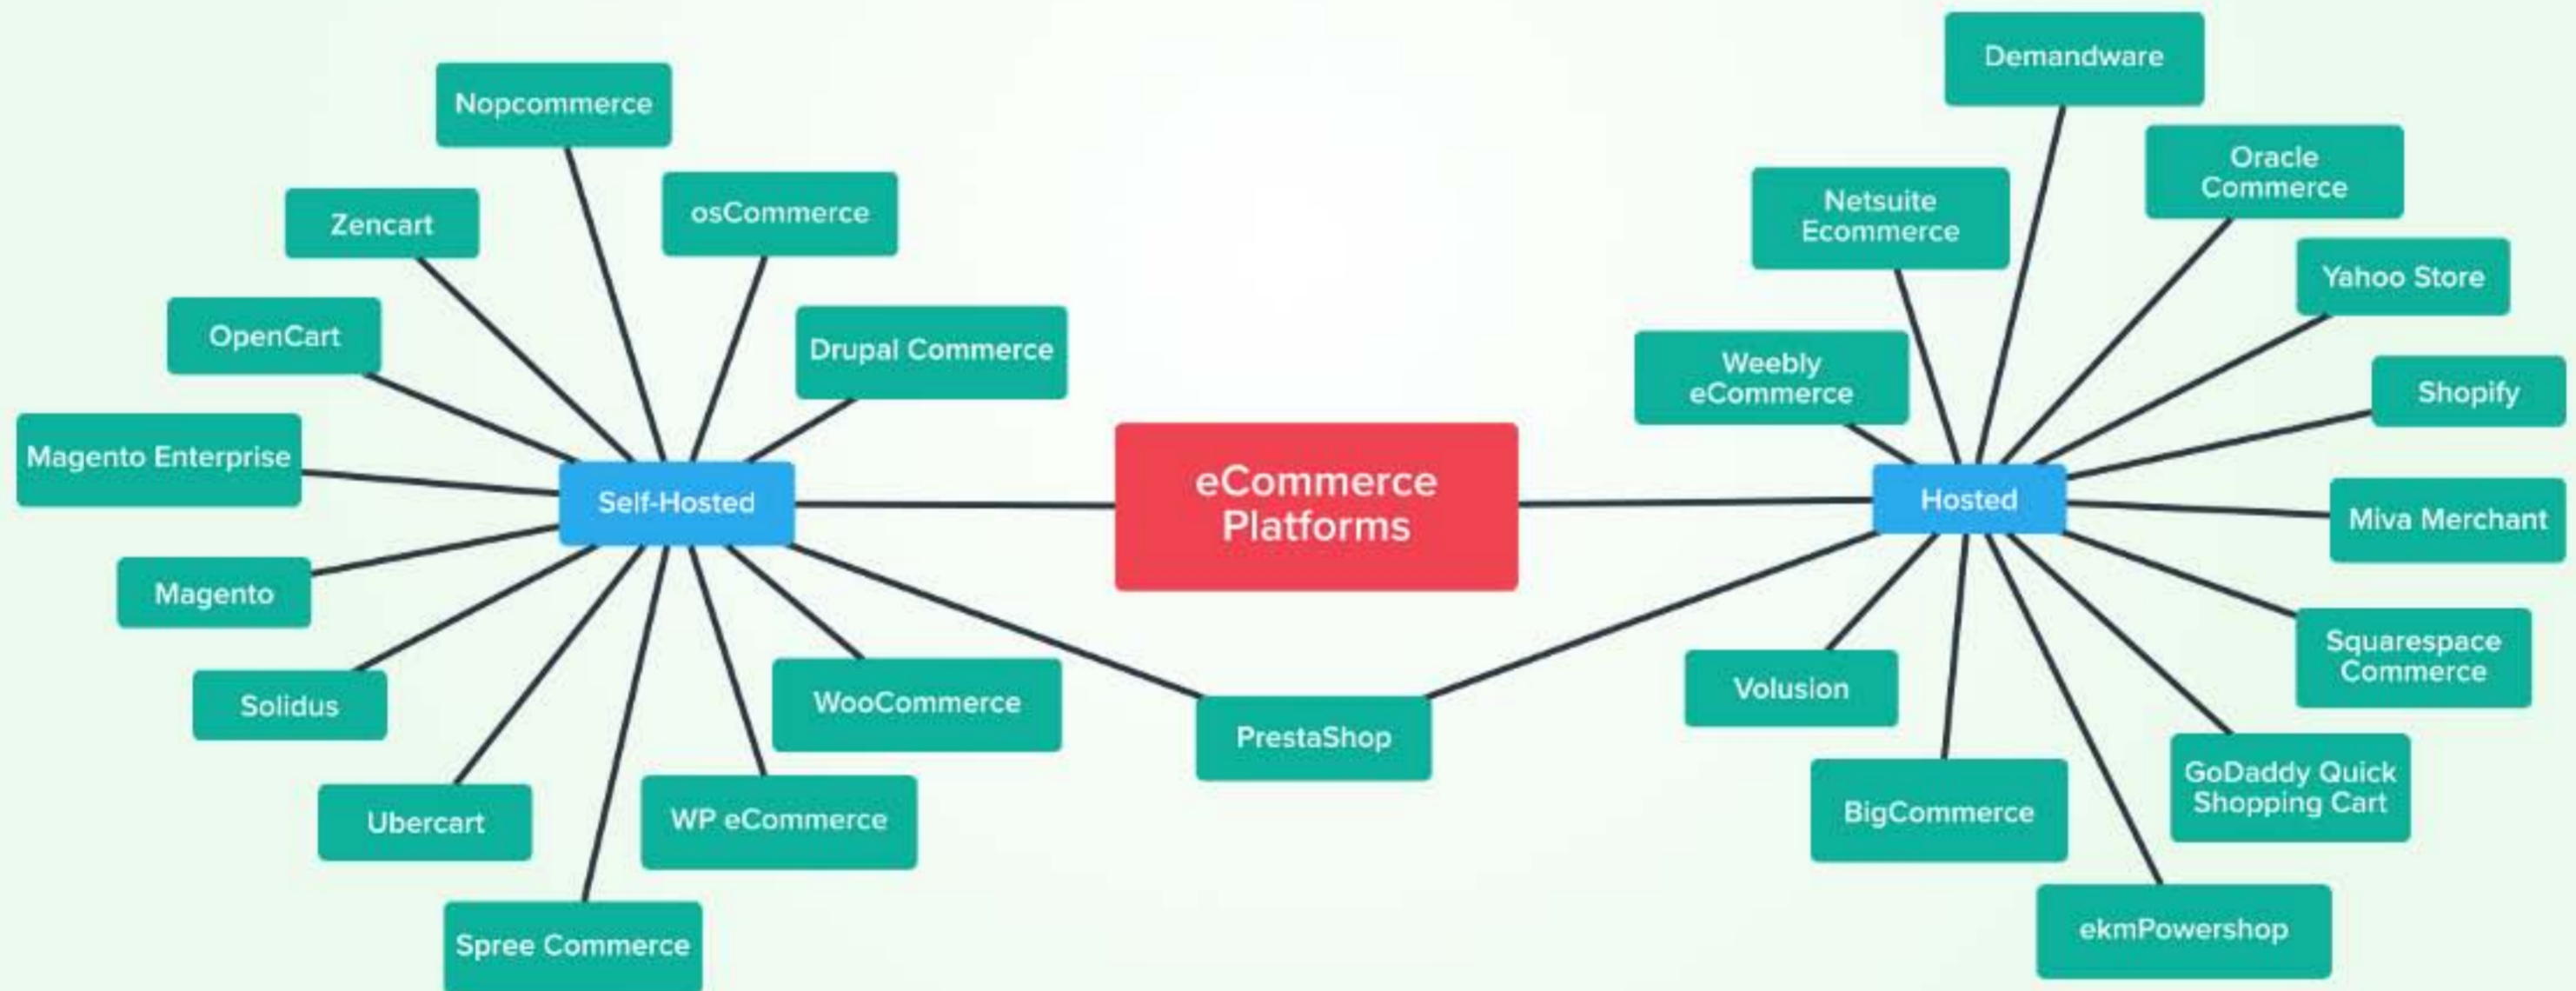 Demandware
Nopcommerce
Oracle
Commerce
osCommerce
Netsuite
Ecommerce
Zencart
Yahoo Store
OpenCart
Drupal Commerce
Weebly
eCommerce
Shopify
Magento Enterprise
eCommerce
Platforms
Self-Hosted
Hosted
Miva Merchant
Magento
Squarespace
Commerce
Solidus
WooCommerce
PrestaShop
Volusion
GoDaddy Quick
Shopping Cart
Ubercart
WP eCommerce
BigCommerce
Spree Commerce
ekmPowershop